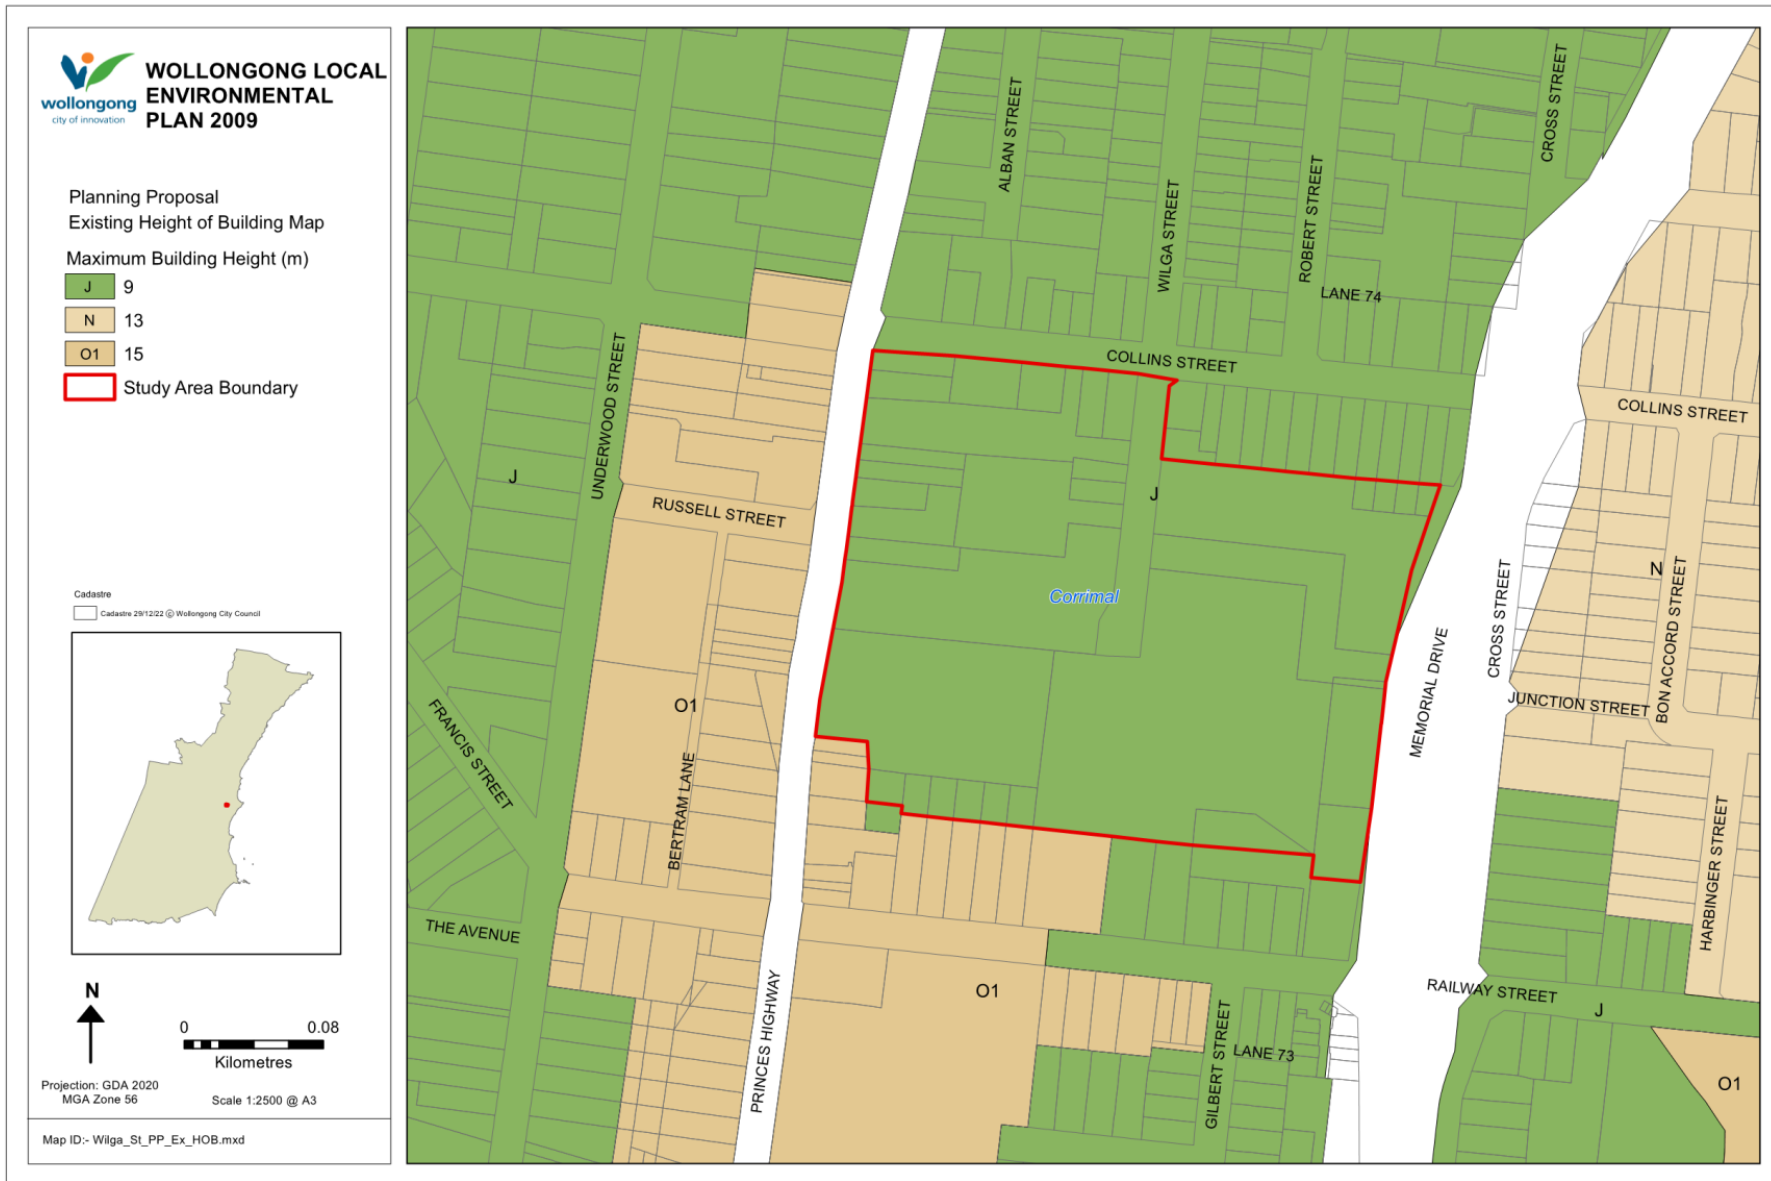 wollongong
city of innovation
WOLLONGONG LOCAL
ENVIRONMENTAL
PLAN 2009
Planning Proposal
Existing Height of Building Map
Maximum Building Height (m)
J 9
N 13
O1 15
Study Area Boundary
Cadastre
Cadastre 29/12/22 © Wollongong City Council
N
0 0.08
Kilometres
Projection: GDA 2020
MGA Zone 56
Scale 1:2500 @ A3
Map ID:- Wilga_St_PP_Ex_HOB.mxd
ALBAN STREET
WILGA STREET
ROBERT STREET
CROSS STREET
LANE 74
COLLINS STREET
COLLINS STREET
UNDERWOOD STREET
J
RUSSELL STREET
J
Corrimal
CROSS STREET
N
BON ACCORD STREET
MEMORIAL DRIVE
JUNCTION STREET
O1
FRANCIS STREET
BERTRAM LANE
HARBINGER STREET
THE AVENUE
PRINCES HIGHWAY
O1
RAILWAY STREET
J
GILBERT STREET
LANE 73
O1